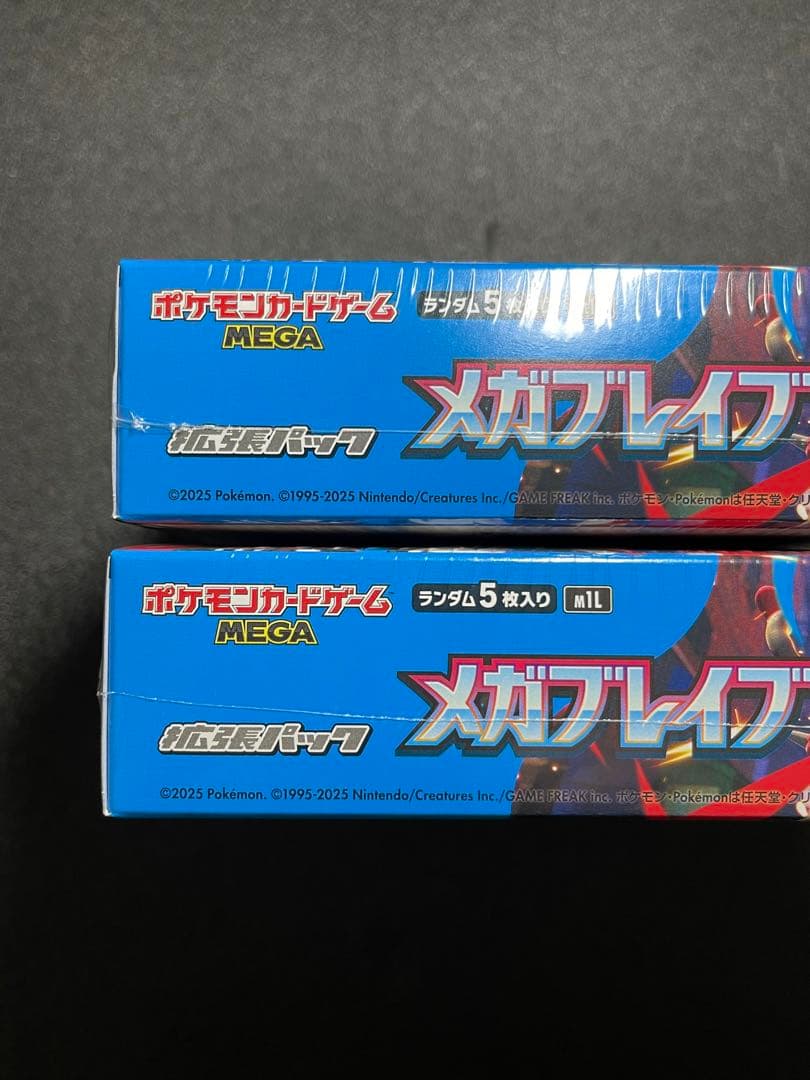 ポケモンカードゲーム
MEGA
ランダム5枚
メガブレイブ
拡張パック
©2025 Pokémon. ©1995-2025 Nintendo/Creatures Inc./GAME FREAK inc. ポケモン・Pokémonは任天堂・クリ
ポケモンカードゲーム
MEGA
ランダム5枚入り M1L
メガブレイブ
拡張パック
©2025 Pokémon. ©1995-2025 Nintendo/Creatures Inc./GAME FREAK inc. ポケモン・Pokémonは任天堂・クリ